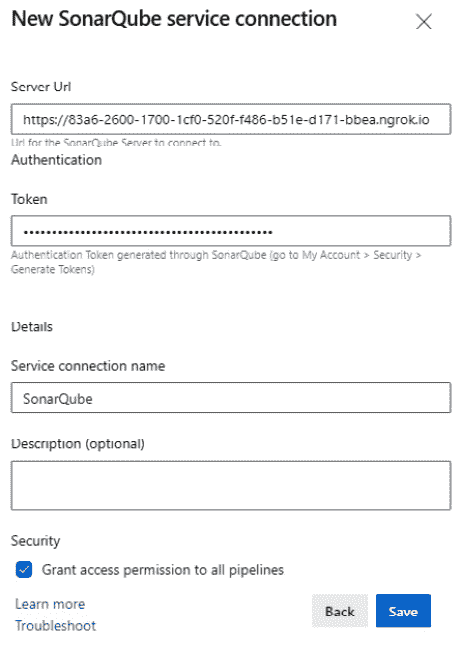 New SonarQube service connection
Server Url
https://83a6-2600-1700-1cf0-520f-f486-b51e-d171-bbea.ngrok.io
Url for the SonarQube Server to connect to.
Authentication
Token
••••••••••••••••••••••••••••••••••••••••••••
Authentication Token generated through SonarQube (go to My Account > Security >
Generate Tokens)
Details
Service connection name
SonarQube
Description (optional)
Security
Grant access permission to all pipelines
Learn more
Troubleshoot
Back
Save